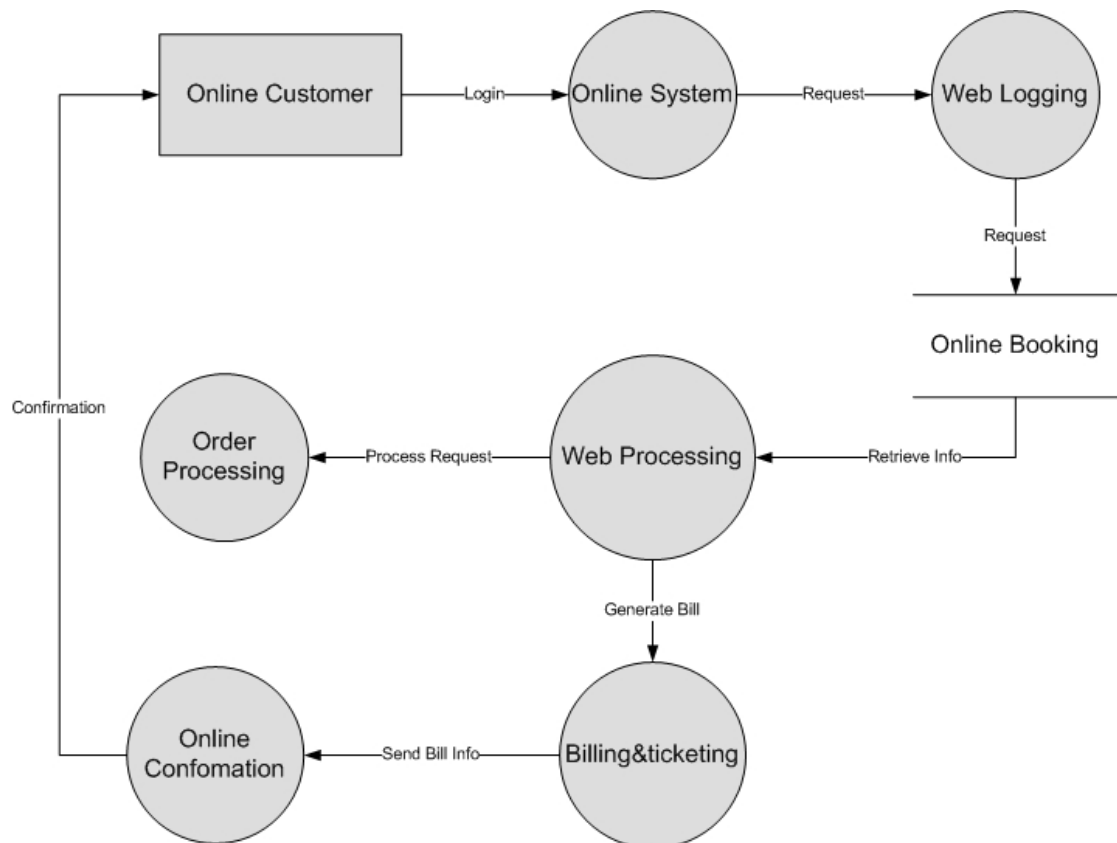 Online Customer
Login
Online System
Request
Web Logging
Request
Online Booking
Confirmation
Order
Processing
Process Request
Web Processing
Retrieve Info
Generate Bill
Online
Confomation
Send Bill Info
Billing&ticketing